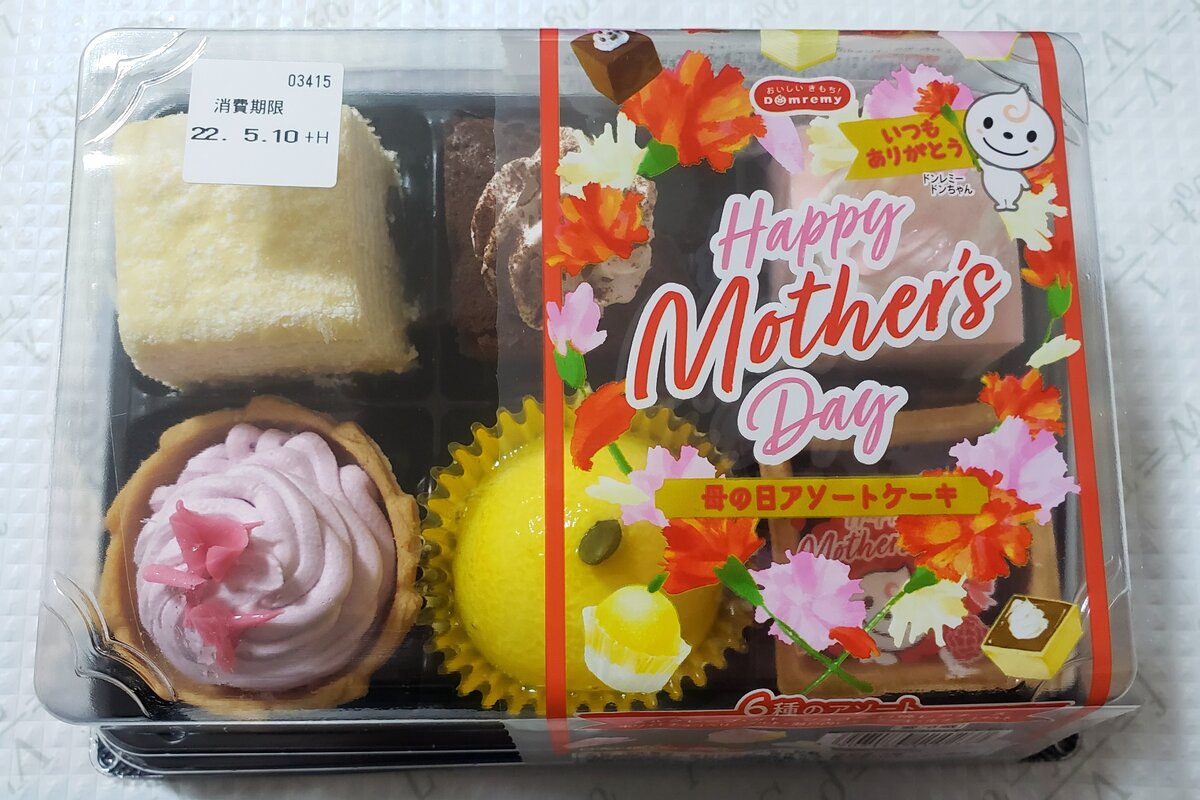 03415
消費期限
22. 5.10+H
おいしい きもち!
Domremy
いつも
ありがとう
ドンレミー
ドンちゃん
Happy
Mother's
Day
母の日アソートケーキ
Mother
6種のアソート